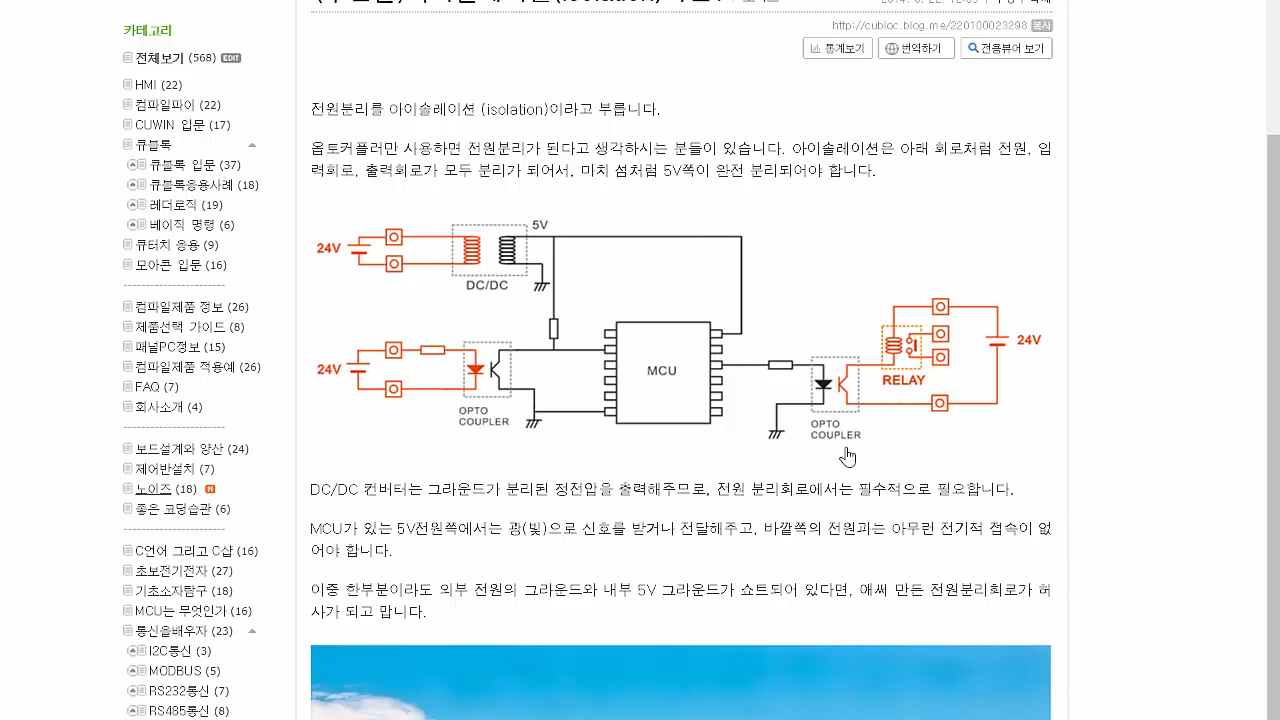 카테고리
전체보기 (568) EDIT
HMI (22)
컴파일파이 (22)
CUWIN 입문 (17)
큐블록
큐블록 입문 (37)
큐블록응용사례 (18)
레더로직 (19)
베이직 명령 (6)
큐터치 응용 (9)
모아콘 입문 (16)
컴파일제품 정보 (26)
제품선택 가이드 (8)
패널PC정보 (15)
컴파일제품 적용예 (26)
FAQ (7)
회사소개 (4)
보드설계와 양산 (24)
제어반설치 (7)
노이즈 (18)
좋은 코딩습관 (6)
C언어 그리고 C샵 (16)
초보전기전자 (27)
기초소자탐구 (18)
MCU는 무엇인가 (16)
통신을배우자 (23)
I2C통신 (3)
MODBUS (5)
RS232통신 (7)
RS485통신 (8)
(isolation)
http://cubloc.blog.me/220100023298 복사
통계보기 번역하기 전용뷰어 보기
전원분리를 아이솔레이션 (isolation)이라고 부릅니다.
옵토커플러만 사용하면 전원분리가 된다고 생각하시는 분들이 있습니다. 아이솔레이션은 아래 회로처럼 전원, 입
력회로, 출력회로가 모두 분리가 되어서, 마치 섬처럼 5V쪽이 완전 분리되어야 합니다.
5V
24V
DC/DC
24V
OPTO
COUPLER
MCU
OPTO
COUPLER
RELAY
24V
DC/DC 컨버터는 그라운드가 분리된 정전압을 출력해주므로, 전원 분리회로에서는 필수적으로 필요합니다.
MCU가 있는 5V전원쪽에서는 광(빛)으로 신호를 받거나 전달해주고, 바깥쪽의 전원과는 아무런 전기적 접속이 없
어야 합니다.
이중 한부분이라도 외부 전원의 그라운드와 내부 5V 그라운드가 쇼트되어 있다면, 애써 만든 전원분리회로가 허
사가 되고 맙니다.